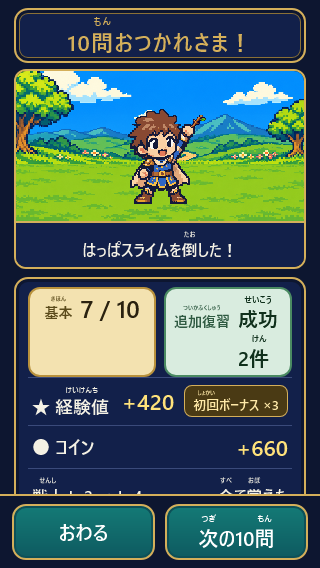 10問おつかれさま！
はっぱスライムを倒した！
基本 7 / 10
追加復習 成功 2件
★ 経験値 +420 初回ボーナス ×3
コイン +660
おわる
次の10問